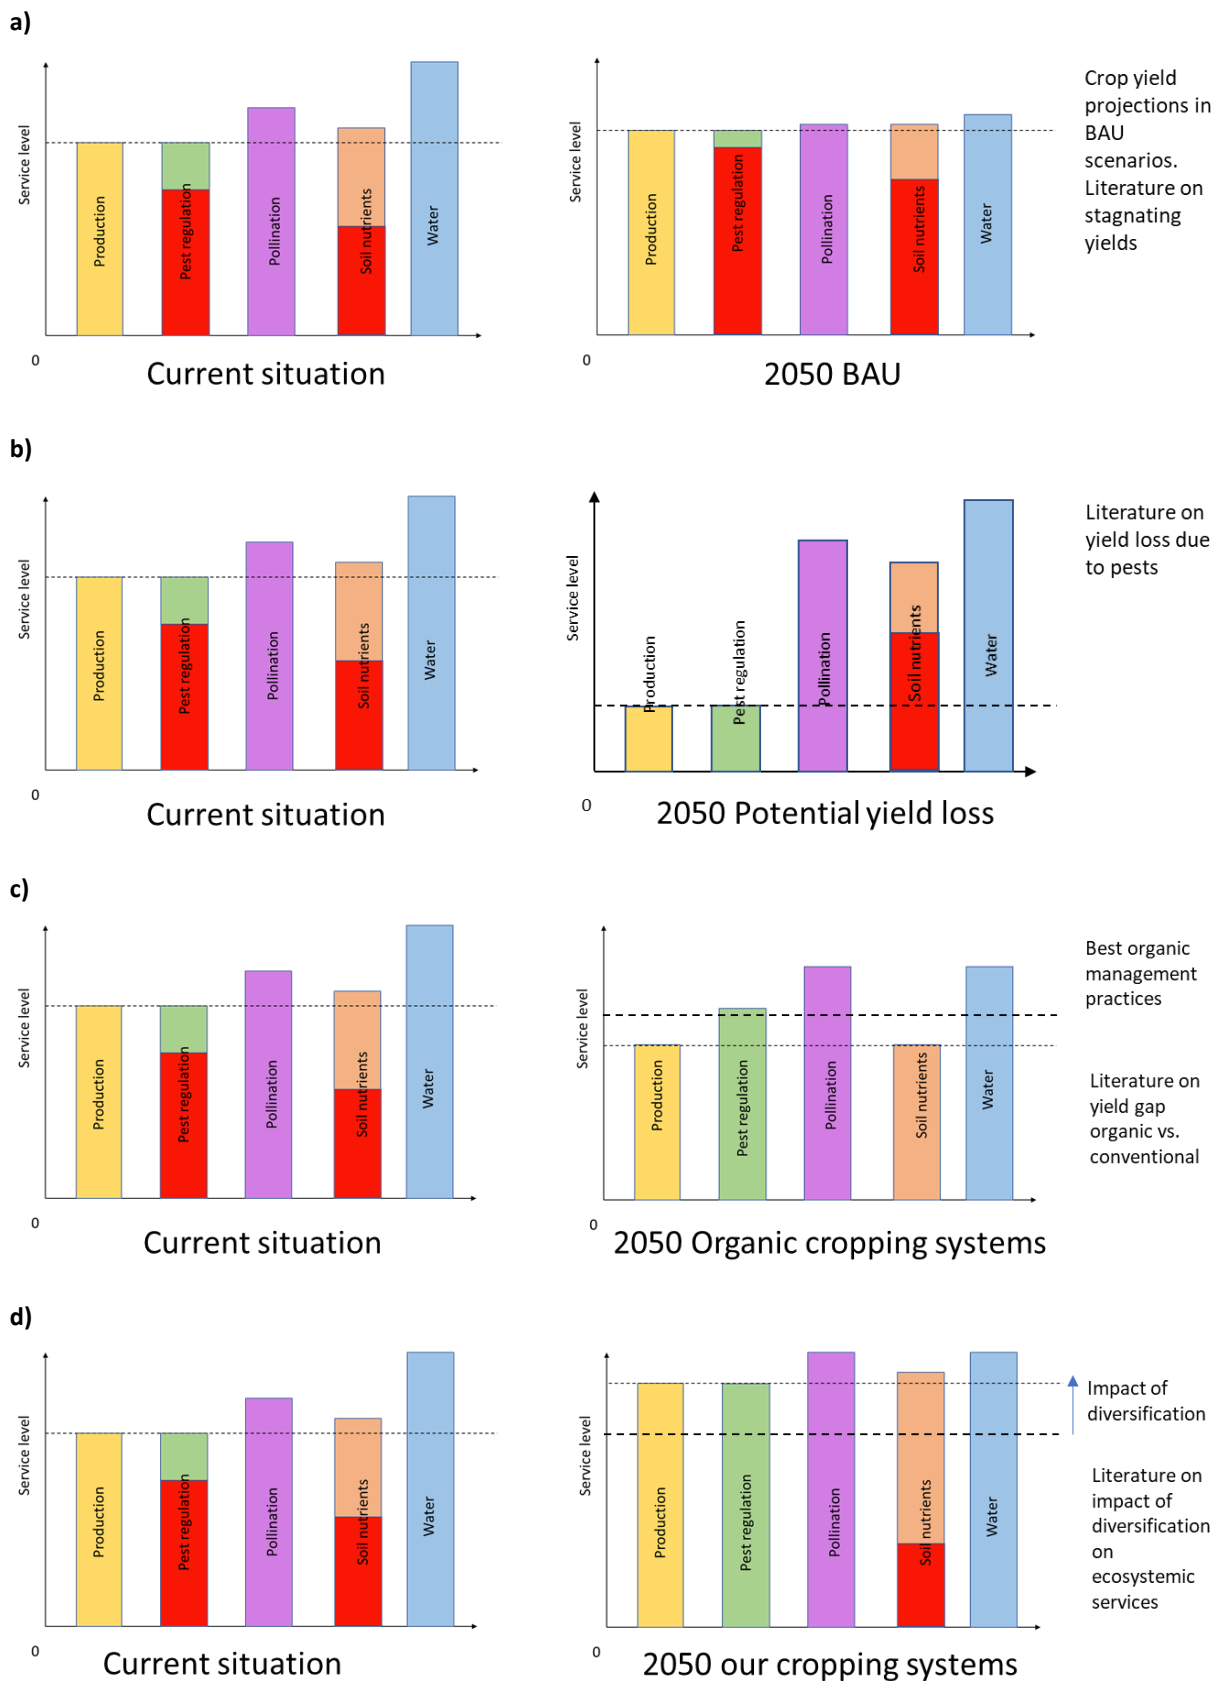 a)
Service level
Production
Pest regulation
Pollination
Soil nutrients
Water
0
Current situation
Service level
Production
Pest regulation
Pollination
Soil nutrients
Water
0
2050 BAU
Crop yield
projections in
BAU
scenarios.
Literature on
stagnating
yields
b)
Service level
Production
Pest regulation
Pollination
Soil nutrients
Water
0
Current situation
Service level
Production
Pest regulation
Pollination
Soil nutrients
Water
0
2050 Potential yield loss
Literature on
yield loss due
to pests
c)
Service level
Production
Pest regulation
Pollination
Soil nutrients
Water
0
Current situation
Service level
Production
Pest regulation
Pollination
Soil nutrients
Water
0
2050 Organic cropping systems
Best organic
management
practices
Literature on
yield gap
organic vs.
conventional
d)
Service level
Production
Pest regulation
Pollination
Soil nutrients
Water
0
Current situation
Service level
Production
Pest regulation
Pollination
Soil nutrients
Water
0
2050 our cropping systems
Impact of
diversification
Literature on
impact of
diversification
on
ecosystemic
services